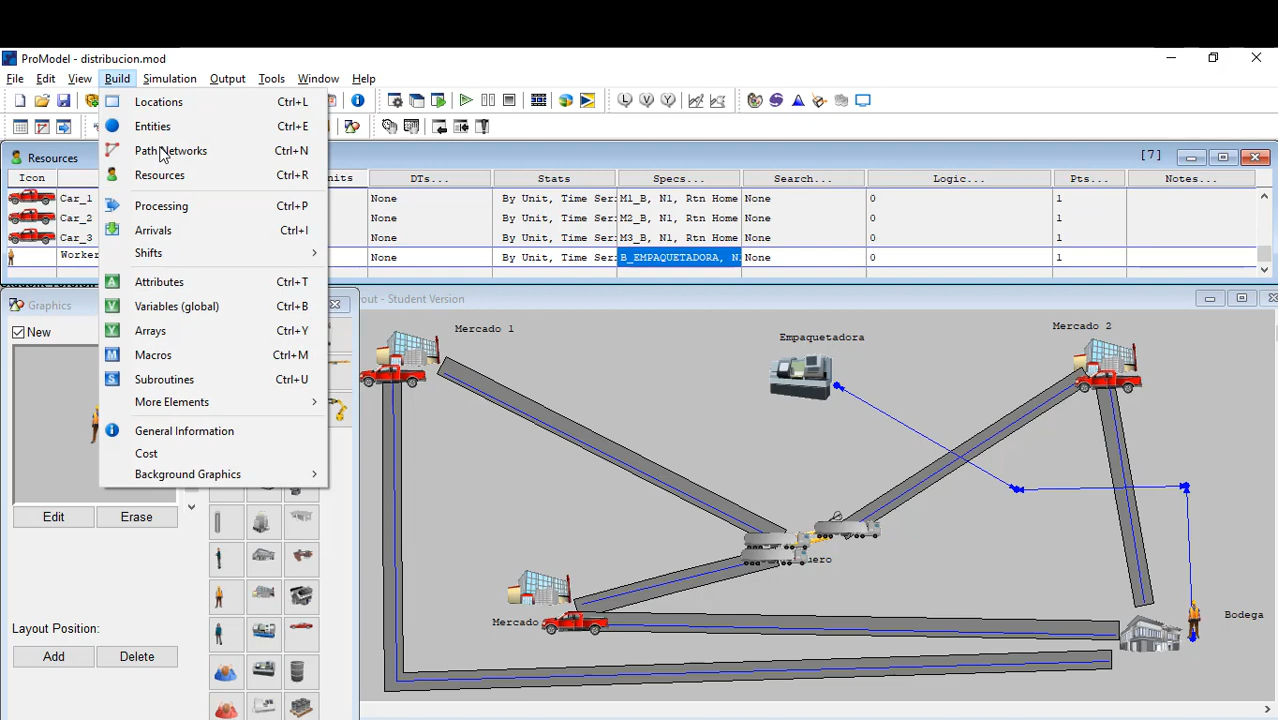 ProModel - distribucion.mod
File Edit View Build Simulation Output Tools Window Help
Locations Ctrl+L
Entities Ctrl+E
Path Networks Ctrl+N
Resources Ctrl+R
Processing Ctrl+P
Arrivals Ctrl+I
Shifts
Attributes Ctrl+T
Variables (global) Ctrl+B
Arrays Ctrl+Y
Macros Ctrl+M
Subroutines Ctrl+U
More Elements
General Information
Cost
Background Graphics
Resources [7]
Icon DTs... Stats Specs... Search... Logic... Pts... Notes...
Car_1 None By Unit, Time Ser M1_B, N1, Rtn Home None 0 1
Car_2 None By Unit, Time Ser M2_B, N1, Rtn Home None 0 1
Car_3 None By Unit, Time Ser M3_B, N1, Rtn Home None 0 1
Worker None By Unit, Time Ser B_EMPAQUETADORA, N None 0 1
Graphics
New
Edit Erase
Layout Position:
Add Delete
out - Student Version
Mercado 1
Empaquetadora
Mercado 2
Mercado
uero
Bodega